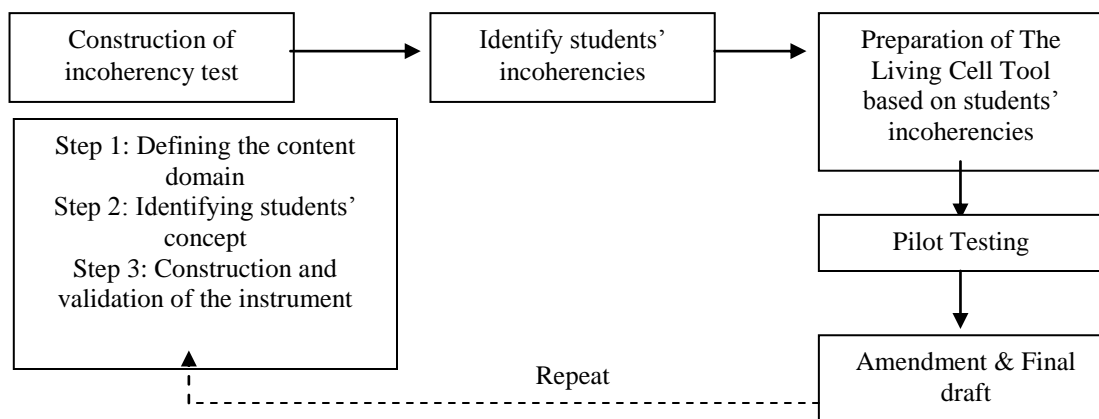 Construction of
incoherency test
Identify students’
incoherencies
Preparation of The
Living Cell Tool
based on students’
incoherencies
Step 1: Defining the content
domain
Step 2: Identifying students’
concept
Step 3: Construction and
validation of the instrument
Pilot Testing
Amendment & Final
draft
Repeat